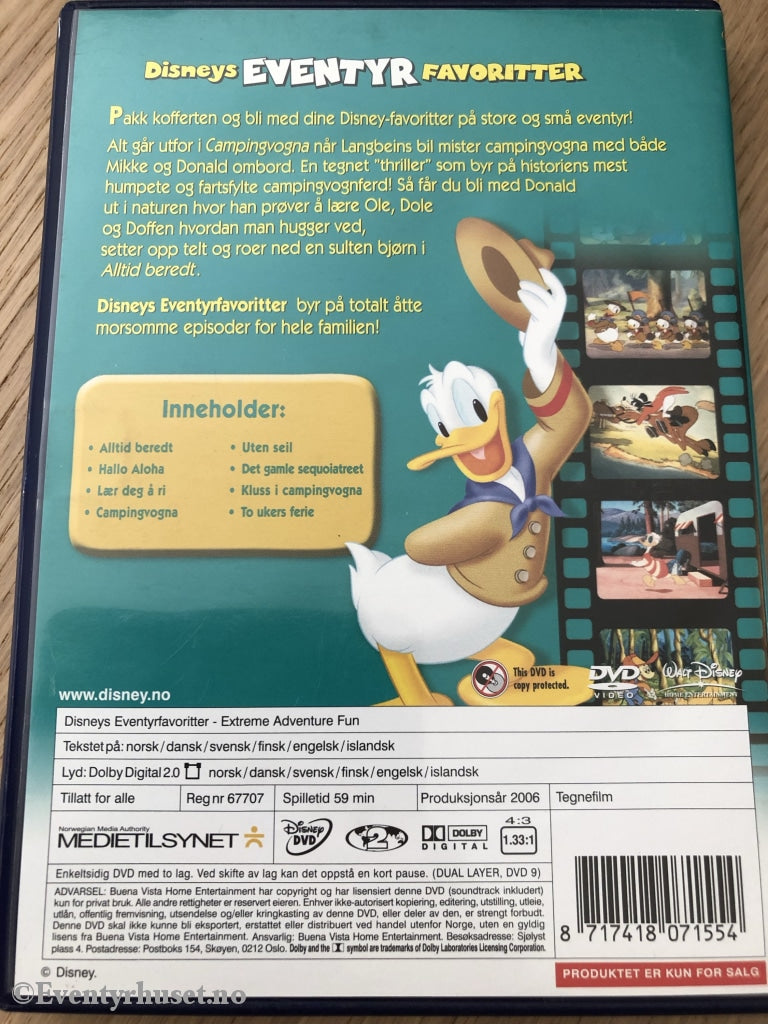 Disneys EVENTYR FAVORITTER
Pakk kofferten og bli med dine Disney-favoritter på store og små eventyr!
Alt går utfor i Campingvogna når Langbeins bil mister campingvogna med både
Mikke og Donald ombord. En tegnet "thriller" som byr på historiens mest
humpete og fartsfylte campingvognferd! Så får du bli med Donald
ut i naturen hvor han prøver å lære Ole, Dole
og Doffen hvordan man hugger ved,
setter opp telt og roer ned en sulten bjørn i
Alltid beredt.
Disneys Eventyrfavoritter byr på totalt åtte
morsomme episoder for hele familien!
Inneholder:
• Alltid beredt
• Hallo Aloha
• Lær deg å ri
• Campingvogna
• Uten seil
• Det gamle sequoiatreet
• Kluss i campingvogna
• To ukers ferie
www.disney.no
This DVD is
copy protected.
DVD
VIDEO
WALT DISNEY
HOME ENTERTAINMENT
Disneys Eventyrfavoritter - Extreme Adventure Fun
Tekstet på: norsk/dansk/svensk/finsk/engelsk/islandsk
Lyd: Dolby Digital 2.0 norsk/dansk/svensk/finsk/engelsk/islandsk
Tillatt for alle
Reg nr 67707
Spilletid 59 min
Produksjonsår 2006
Tegnefilm
Norwegian Media Authority
MEDIETILSYNET
Disney
DVD
2
DOLBY
DIGITAL
4:3
1.33:1
Enkeltsidig DVD med to lag. Ved skifte av lag kan det oppstå en kort pause. (DUAL LAYER, DVD 9)
ADVARSEL: Buena Vista Home Entertainment har copyright og har lisensiert denne DVD (soundtrack inkludert)
kun for privat bruk. Alle andre rettigheter er reservert eieren. Enhver ikke-autorisert kopiering, editering, utstilling, utleie,
utlån, offentlig fremvisning, utsendelse og/eller kringkasting av denne DVD, eller deler av den, er strengt forbudt.
Denne DVD skal ikke kunne bli eksportert, erstattet eller distribuert ved handel utenfor Norge, uten en gyldig
lisens fra Buena Vista Home Entertainment. Ansvarlig: Buena Vista Home Entertainment. Besøksadresse: Sjølyst
plass 4. Postadresse: Postboks 154, Skøyen, 0212 Oslo. Dolby and the symbol are trademarks of Dolby Laboratories Licensing Corporation.
8 717418 071554
© Disney.
PRODUKTET ER KUN FOR SALG
©Eventyrhuset.no